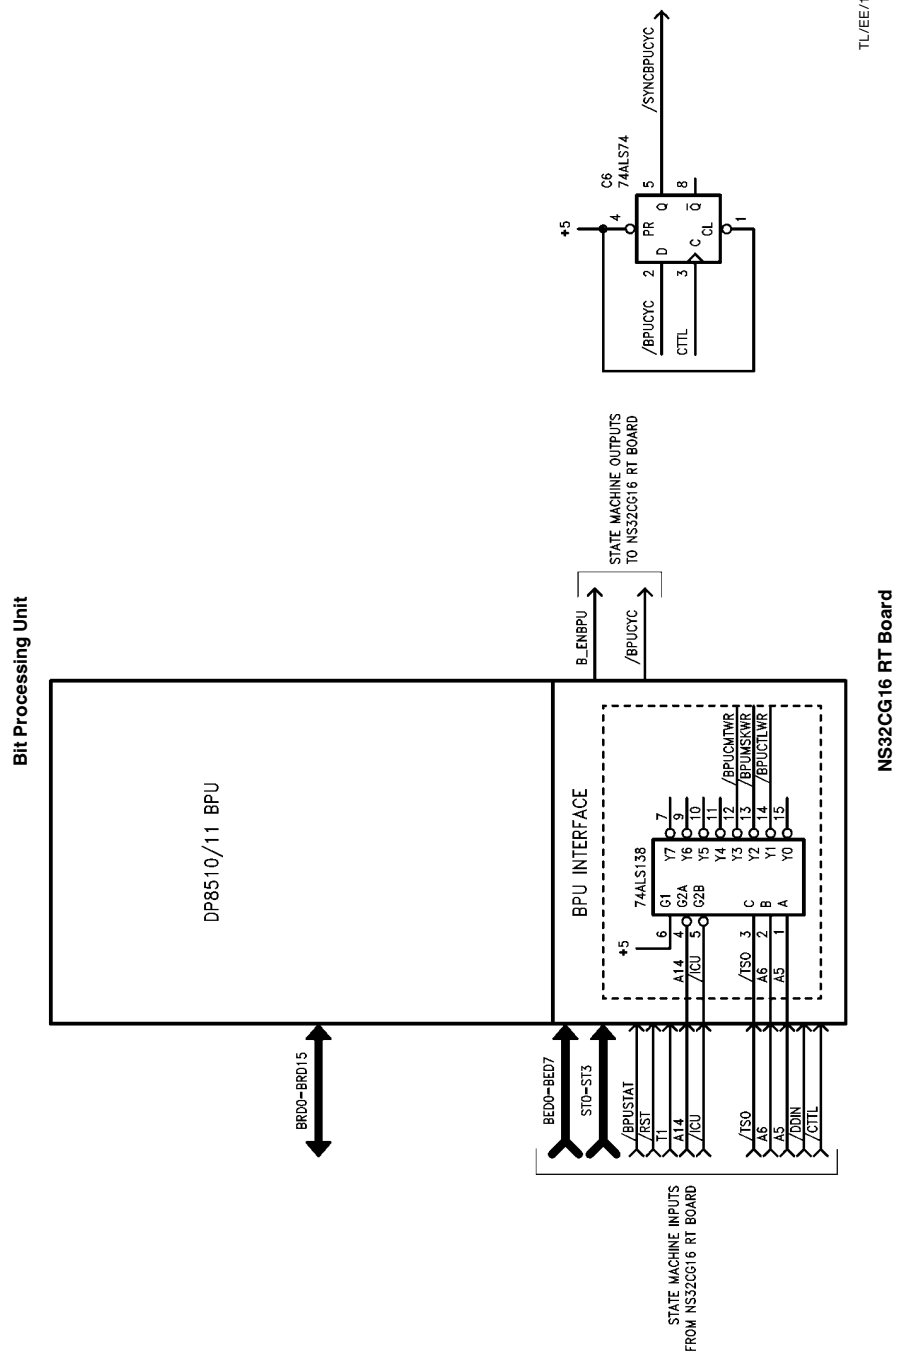 Bit Processing Unit
DP8510/11 BPU
BRD0-BRD15
BPU INTERFACE
BED0-BED7
ST0-ST3
/BPUSTAT
/RST
T1
A14
/ICU
/TSO
A6
A5
/DDIN
/CTTL
STATE MACHINE INPUTS
FROM NS32CG16 RT BOARD
+5
A14
/ICU
/TSO
A6
A5
6
4
5
3
2
1
74ALS138
G1
G2A
G2B
C
B
A
Y7
Y6
Y5
Y4
Y3
Y2
Y1
Y0
7
9
10
11
12
13
14
15
/BPUCMTWR
/BPUMSKWR
/BPUCTLWR
B_ENBPU
/BPUCYC
STATE MACHINE OUTPUTS
TO NS32CG16 RT BOARD
/BPUCYC
CTTL
+5
2
3
4
D
C
PR
CL
Q
Q̅
5
8
1
C6
74ALS74
/SYNCBPUCYC
NS32CG16 RT Board